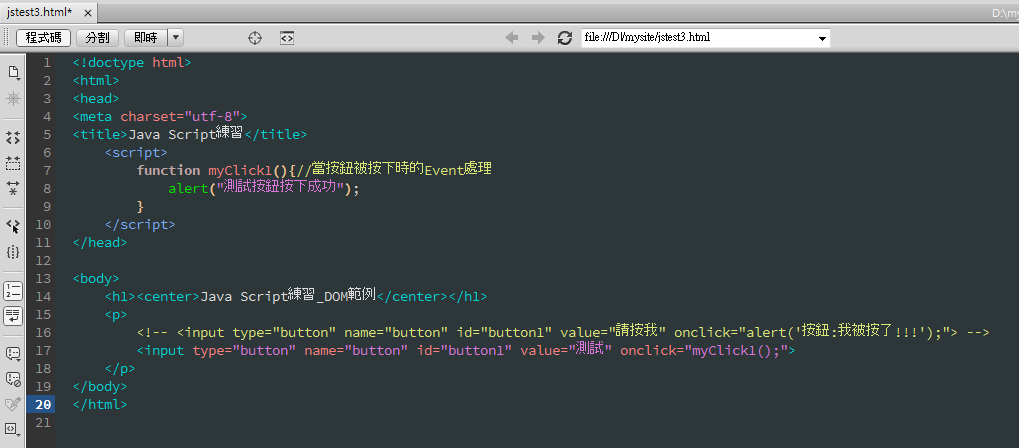 jstest3.html* ×
D:\my
程式碼 分割 即時 file:///D|/mysite/jstest3.html
1 <!doctype html>
2 <html>
3 <head>
4 <meta charset="utf-8">
5 <title>Java Script練習</title>
6 <script>
7 function myClick1(){//當按鈕被按下時的Event處理
8 alert("測試按鈕按下成功");
9 }
10 </script>
11 </head>
12
13 <body>
14 <h1><center>Java Script練習_DOM範例</center></h1>
15 <p>
16 <!-- <input type="button" name="button" id="button1" value="請按我" onclick="alert('按鈕:我被按了!!!');"> -->
17 <input type="button" name="button" id="button1" value="測試" onclick="myClick1();">
18 </p>
19 </body>
20 </html>
21